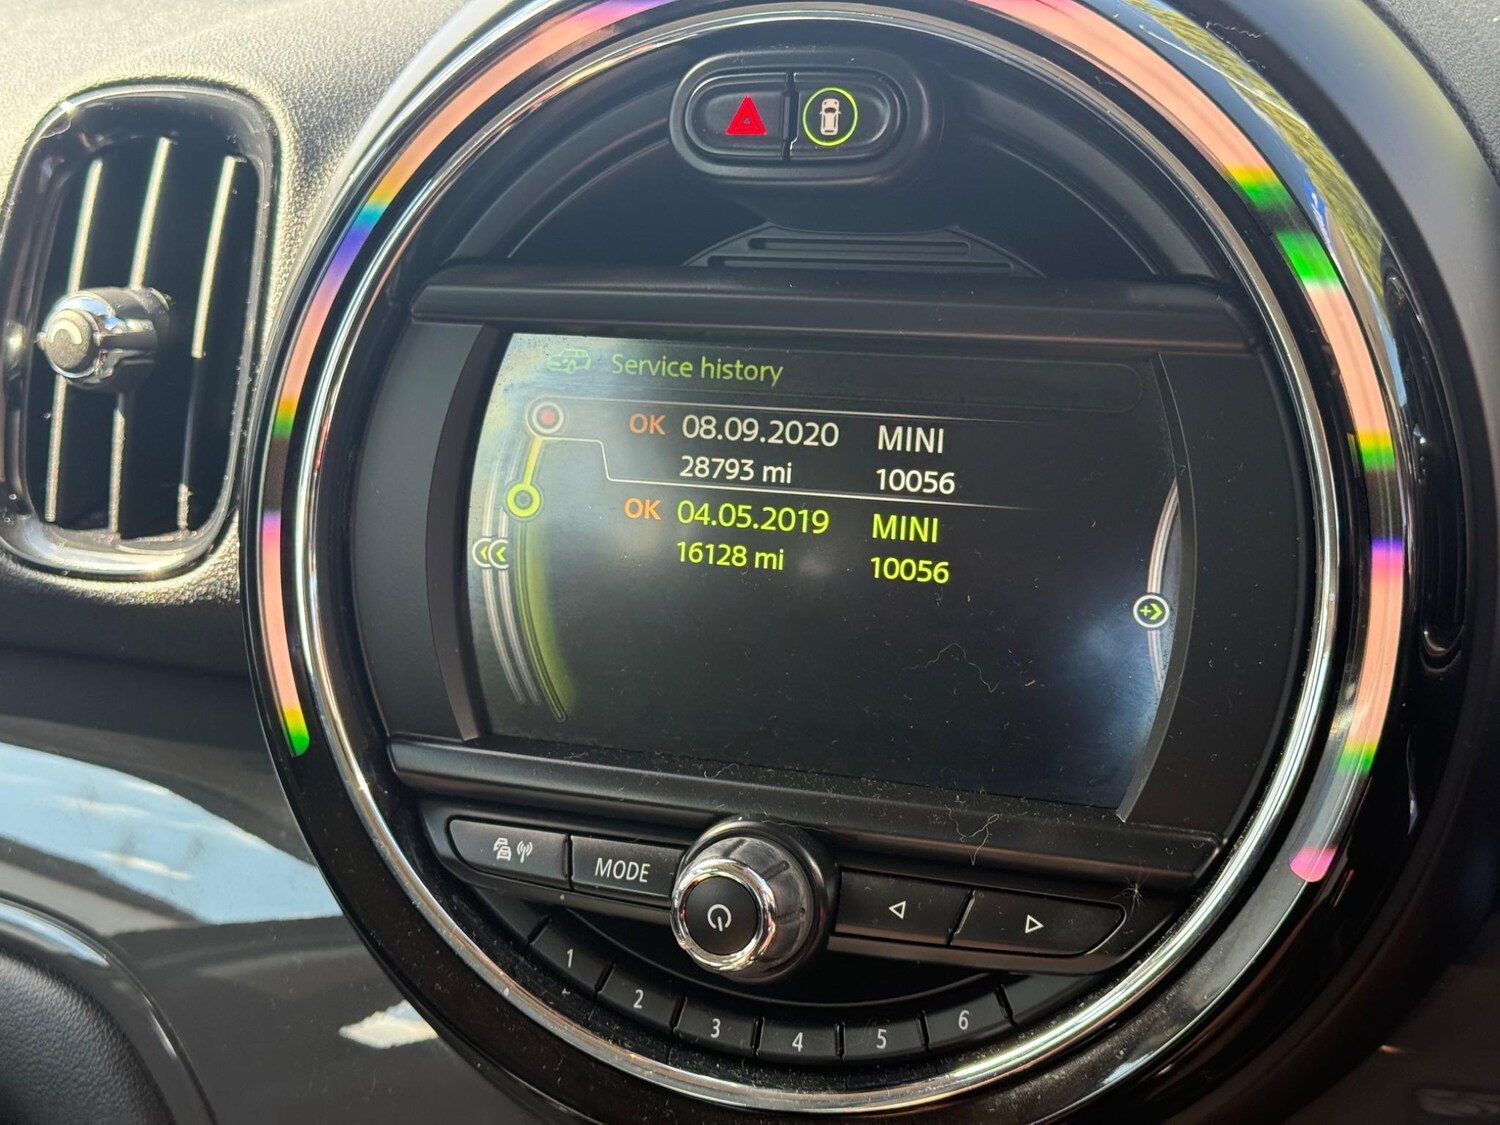 Service history
OK 08.09.2020 MINI
28793 mi 10056
OK 04.05.2019 MINI
16128 mi 10056
MODE
1 2 3 4 5 6